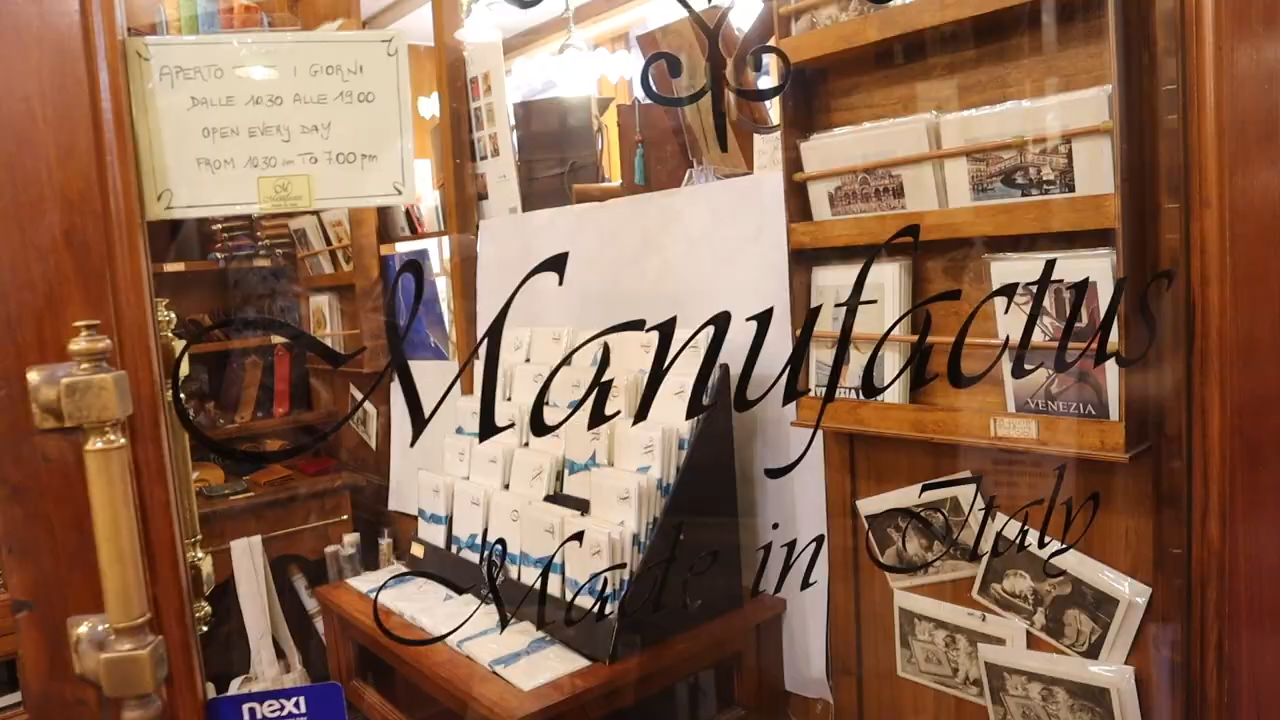 APERTO I GIORNI
DALLE 10.30 ALLE 19.00
OPEN EVERY DAY
FROM 10.30 am TO 7.00 pm
M
Manufactus
Manufactus
VENEZIA
Made in Italy
nexi